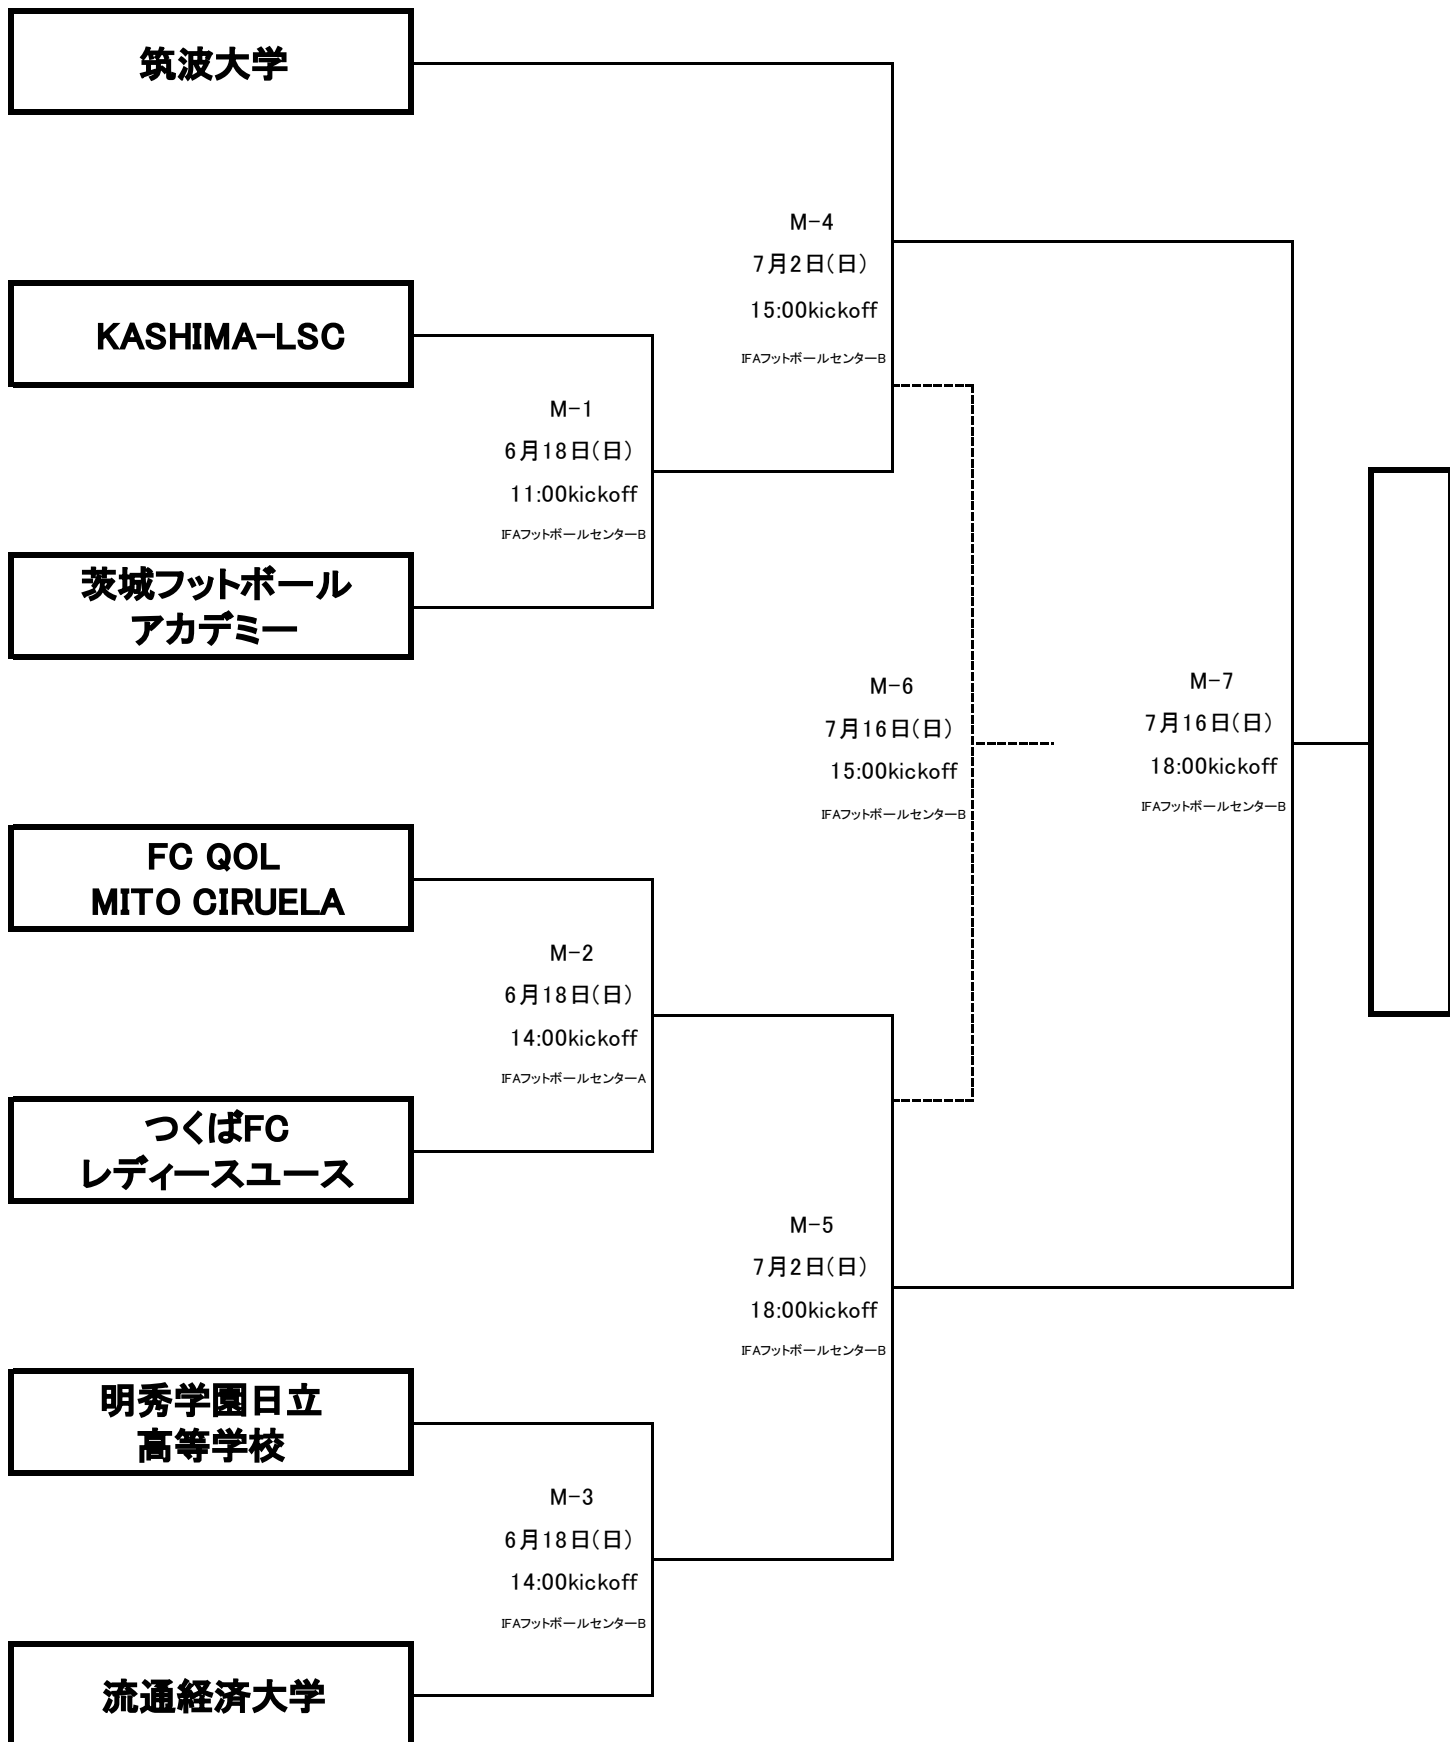 筑波大学
M-4
7月2日(日)
15:00kickoff
IFAフットボールセンターB
KASHIMA-LSC
M-1
6月18日(日)
11:00kickoff
IFAフットボールセンターB
茨城フットボール
アカデミー
M-6
7月16日(日)
15:00kickoff
IFAフットボールセンターB
M-7
7月16日(日)
18:00kickoff
IFAフットボールセンターB
FC QOL
MITO CIRUELA
M-2
6月18日(日)
14:00kickoff
IFAフットボールセンターA
つくばFC
レディースユース
M-5
7月2日(日)
18:00kickoff
IFAフットボールセンターB
明秀学園日立
高等学校
M-3
6月18日(日)
14:00kickoff
IFAフットボールセンターB
流通経済大学